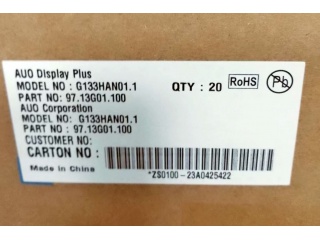 AUO Display Plus
MODEL NO : G133HAN01.1
QTY : 20
RoHS
Pb
PART NO: 97.13G01.100
AUO Corporation
MODEL NO: G133HAN01.1
PART NO : 97.13G01.100
CUSTOMER NO:
CARTON NO :
Made in China
*ZS0100-23A0425422